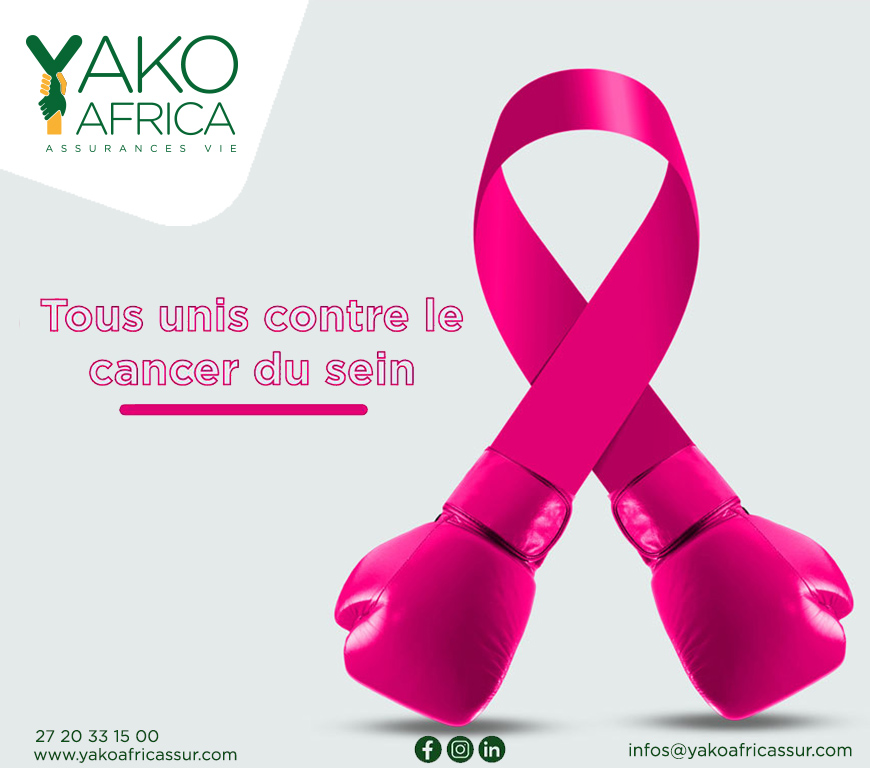 YAKO
AFRICA
ASSURANCES VIE
Tous unis contre le
cancer du sein
27 20 33 15 00
www.yakoafricassur.com
infos@yakoafricassur.com